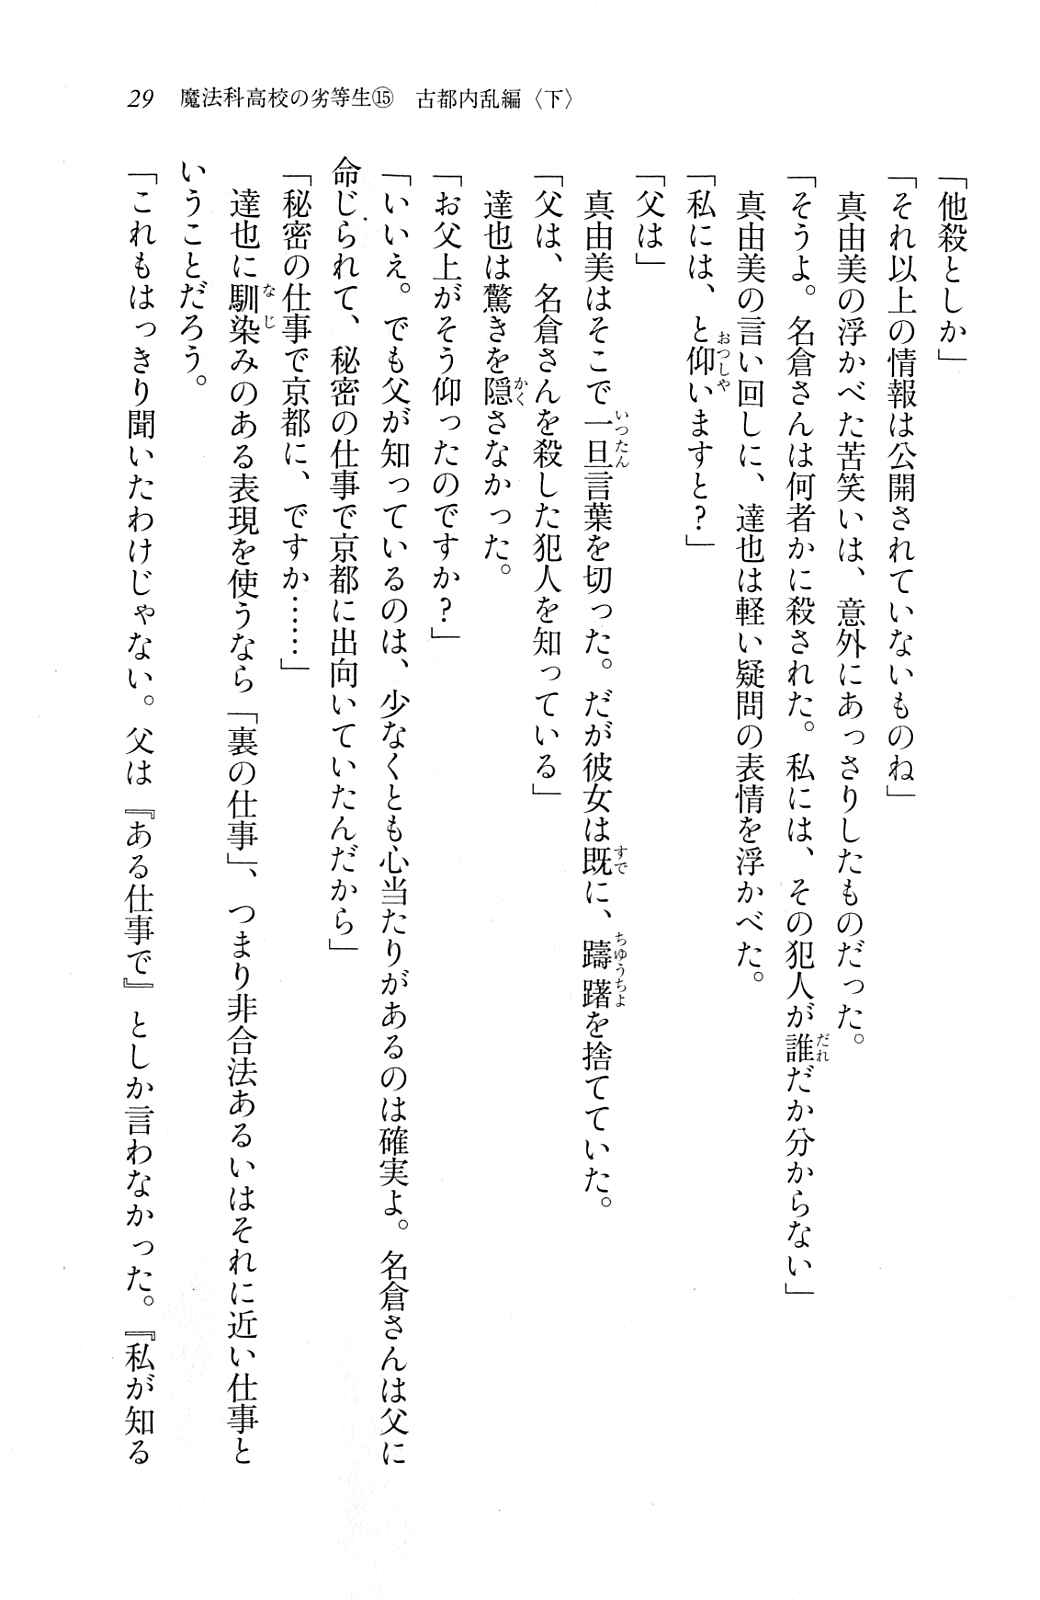 29　魔法科高校の劣等生⑮　古都内乱編〈下〉
「他殺としか」
「それ以上の情報は公開されていないものね」
　真由美の浮かべた苦笑いは、意外にあっさりしたものだった。
「そうよ。名倉さんは何者かに殺された。私には、その犯人が誰だか分からない」
　真由美の言い回しに、達也は軽い疑問の表情を浮かべた。
「私には、と仰いますと？」
「父は」
　真由美はそこで一旦言葉を切った。だが彼女は既に、躊躇を捨てていた。
「父は、名倉さんを殺した犯人を知っている」
　達也は驚きを隠さなかった。
「お父上がそう仰ったのですか？」
「いいえ。でも父が知っているのは、少なくとも心当たりがあるのは確実よ。名倉さんは父に
命じられて、秘密の仕事で京都に出向いていたんだから」
「秘密の仕事で京都に、ですか……」
　達也に馴染みのある表現を使うなら「裏の仕事」、つまり非合法あるいはそれに近い仕事と
いうことだろう。
「これもはっきり聞いたわけじゃない。父は『ある仕事で』としか言わなかった。『私が知る